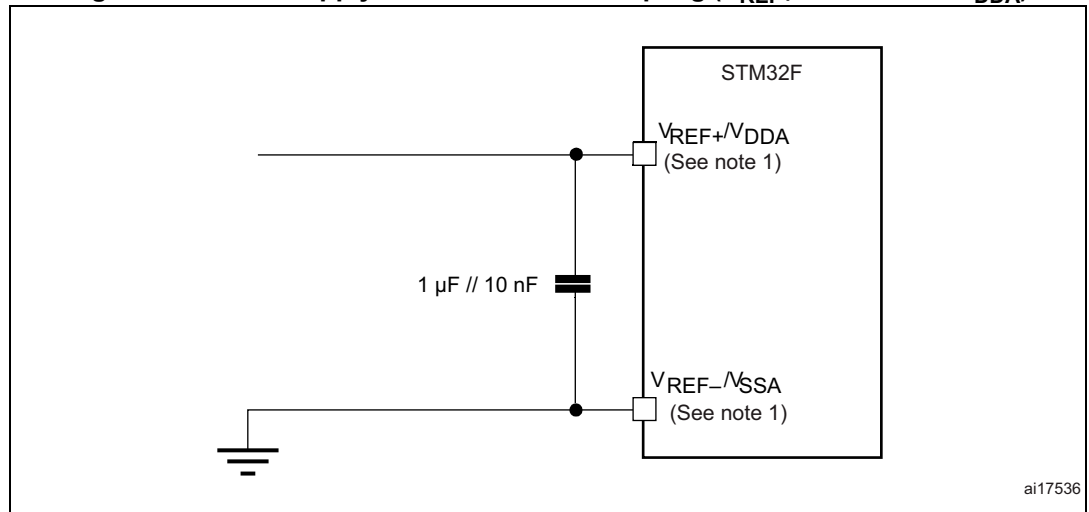 STM32F
VREF+/VDDA
(See note 1)
1 µF // 10 nF
VREF–/VSSA
(See note 1)
ai17536